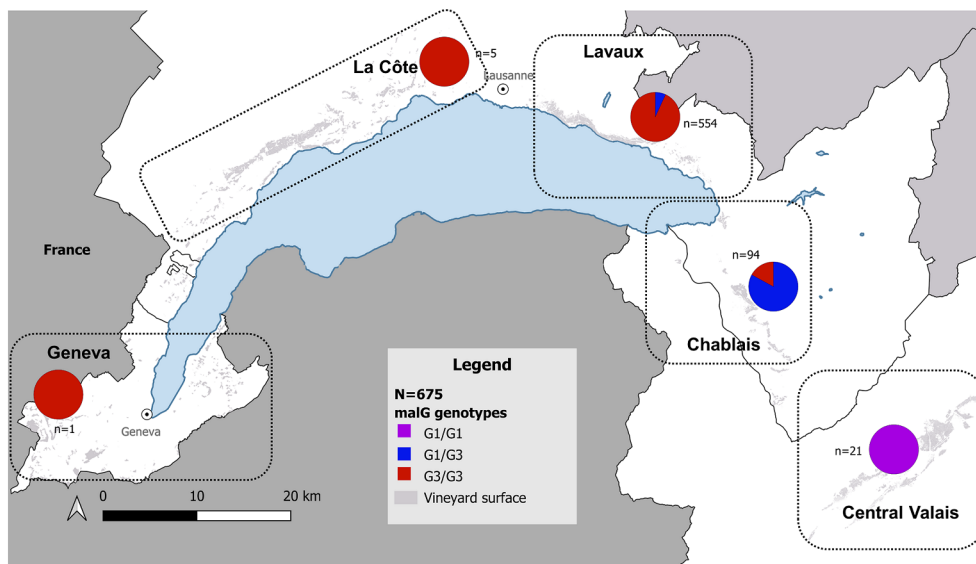 Lavaux
La Côte
n=5
Lausanne
n=554
France
n=94
Chablais
Geneva
n=1
Geneva
Legend
N=675
malG genotypes
G1/G1
G1/G3
G3/G3
Vineyard surface
n=21
Central Valais
0 10 20 km